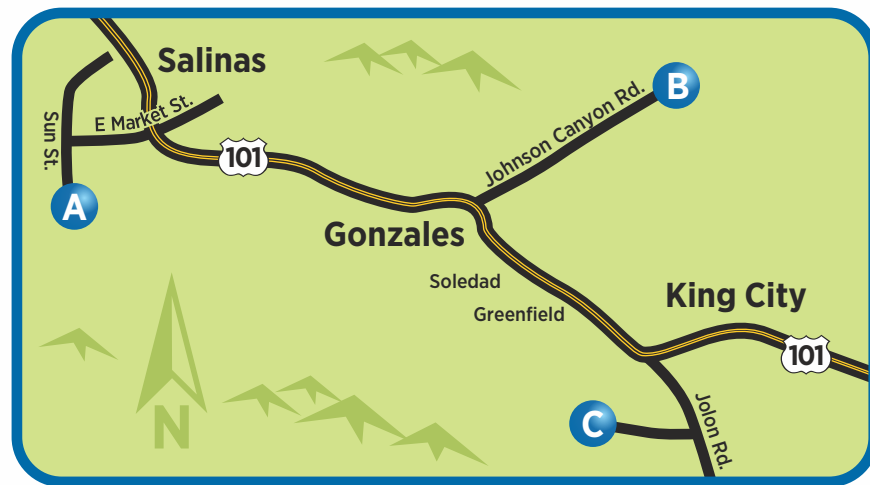 Salinas
E Market St.
Sun St.
101
A
Johnson Canyon Rd.
B
Gonzales
Soledad
Greenfield
King City
101
N
C
Jolon Rd.